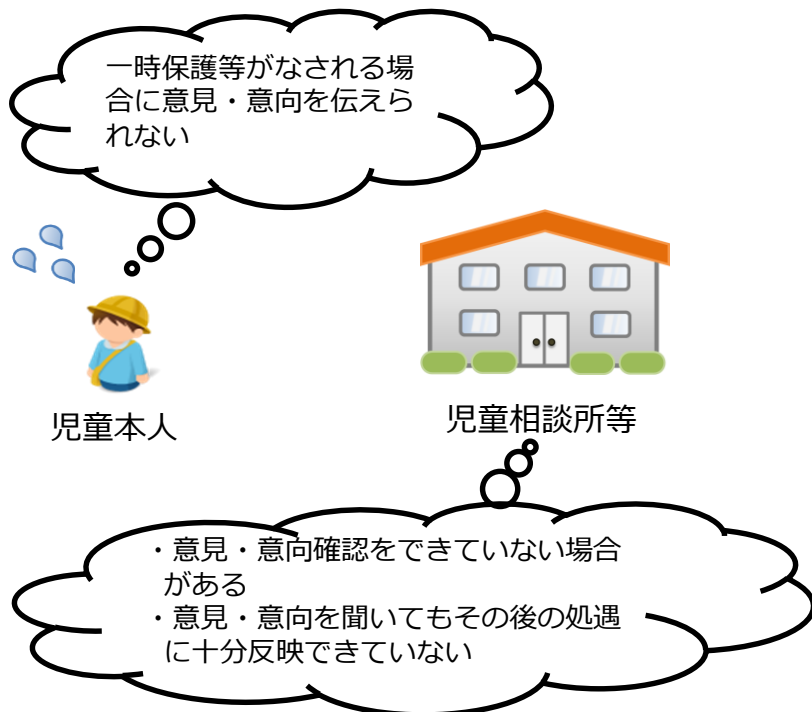 一時保護等がなされる場
合に意見・意向を伝えら
れない
児童本人
児童相談所等
・意見・意向確認をできていない場合
がある
・意見・意向を聞いてもその後の処遇
に十分反映できていない